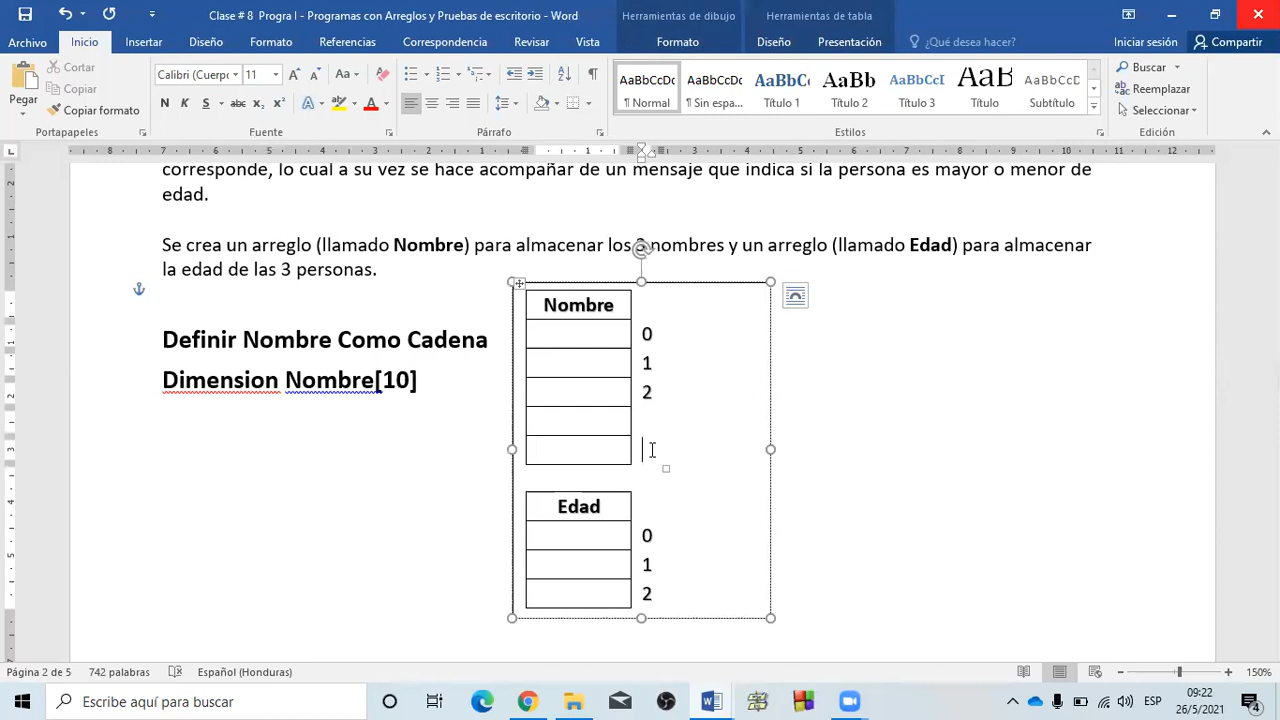 Clase # 8 Nombre I - Programas con Vectores - Word
Herramientas de dibujo
Herramientas de tabla
Archivo Inicio Insertar Diseño Formato Referencias Correspondencia Revisar Vista Formato Diseño Presentación ¿Qué desea hacer? Iniciar sesión Compartir
Pegar
Cortar
Copiar
Copiar formato
Calibri (Cuerpo 11
AaBbCcDc
¶ Normal
AaBbCcDc
¶ Sin espa...
AaBbC
Título 1
AaBb
Título 2
AaBbCcI
Título 3
AaB
Título
AaBbCcD
Subtítulo
Buscar
Reemplazar
Seleccionar
Portapapeles Fuente Párrafo Estilos Edición
corresponde, lo cual a su vez se hace acompañar de un mensaje que indica si la persona es mayor o menor de
edad.
Se crea un arreglo (llamado Nombre) para almacenar los nombres y un arreglo (llamado Edad) para almacenar
la edad de las 3 personas.
Definir Nombre Como Cadena
Dimension Nombre[10]
Nombre
0
1
2
Edad
0
1
2
Página 2 de 5 742 palabras Español (Honduras) 150%
Escribe aquí para buscar
ESP
09:22
26/5/2021
4